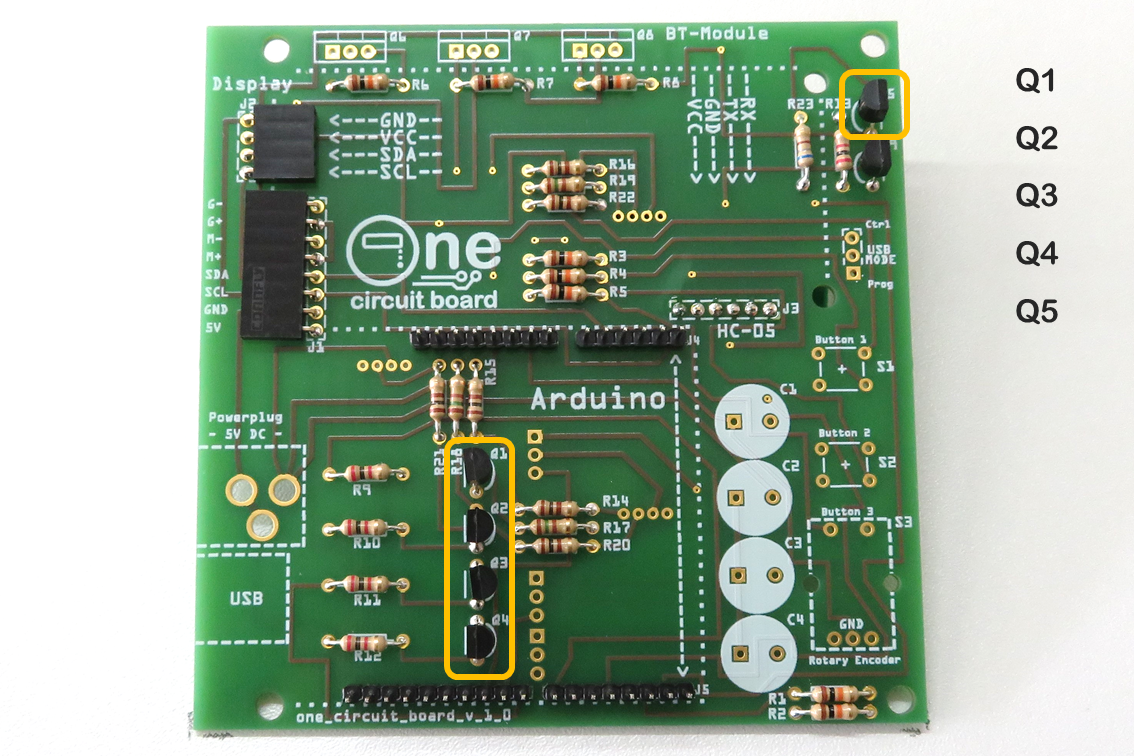 Q6
Q7
Q8
BT-Module
Display
R6
R7
R8
J2
<---GND--
<---VCC--
<---SDA--
<---SCL--
VCC
GND
TX
RX
R23
R13
Q1
Q2
Q3
Q4
Q5
R16
R19
R22
G-
G+
M-
M+
SDA
SCL
GND
5V
J1
One
circuit board
R3
R4
R5
Ctrl
USB
MODE
Prog
J3
HC-05
J4
Button 1
S1
R15
R21
R18
Arduino
C1
Powerplug
- 5V DC -
Button 2
S2
C2
Q1
R9
Q2
R14
R17
R20
Button 3
S3
R10
Q3
C3
R11
USB
Q4
C4
R12
GND
Rotary Encoder
J5
R1
R2
one_circuit_board_v_1_0